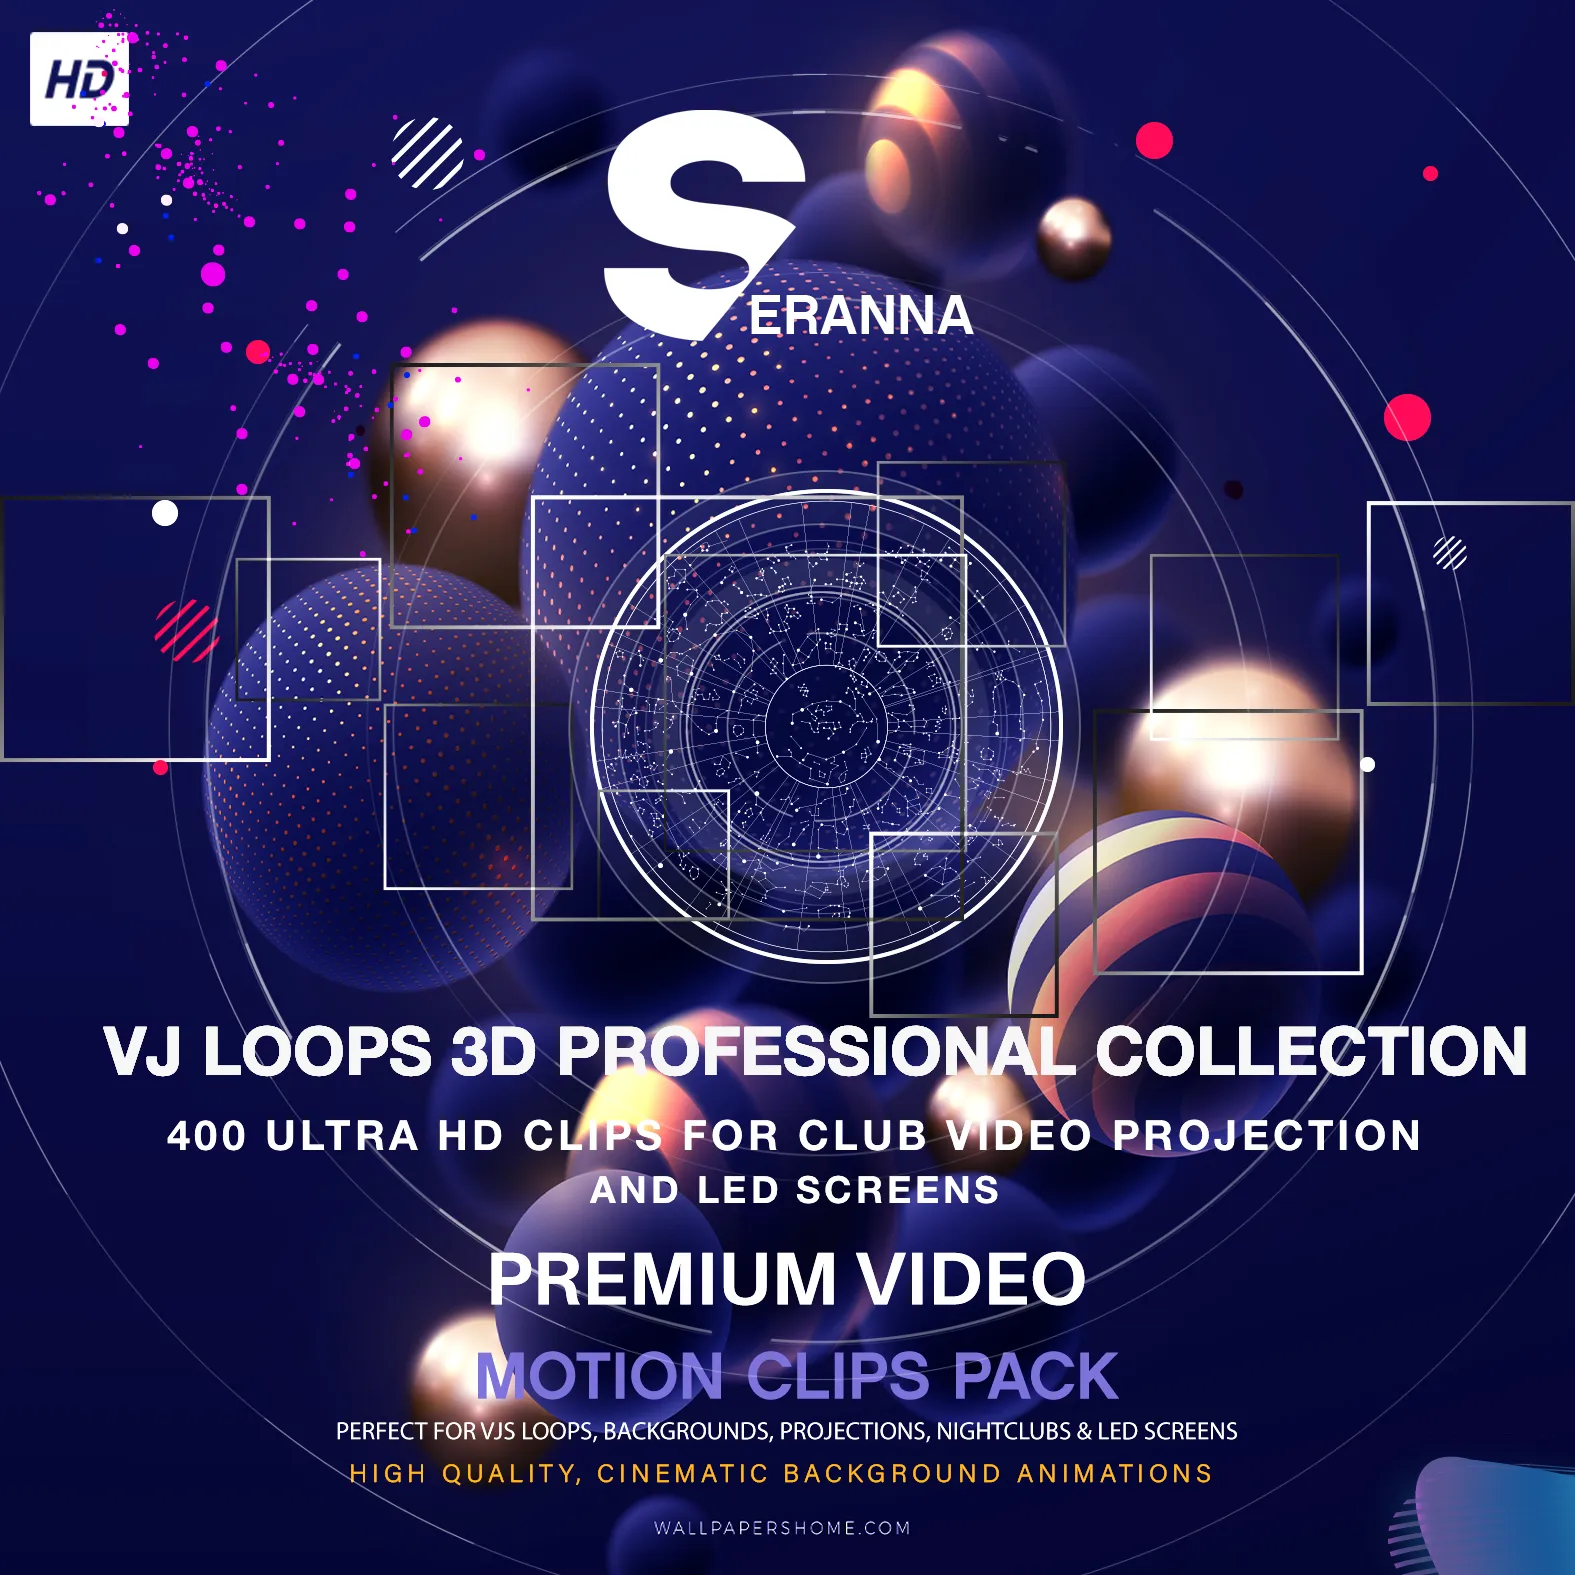 HD
SERANNA
VJ LOOPS 3D PROFESSIONAL COLLECTION
400 ULTRA HD CLIPS FOR CLUB VIDEO PROJECTION
AND LED SCREENS
PREMIUM VIDEO
MOTION CLIPS PACK
PERFECT FOR VJS LOOPS, BACKGROUNDS, PROJECTIONS, NIGHTCLUBS & LED SCREENS
HIGH QUALITY, CINEMATIC BACKGROUND ANIMATIONS
WALLPAPERSHOME.COM